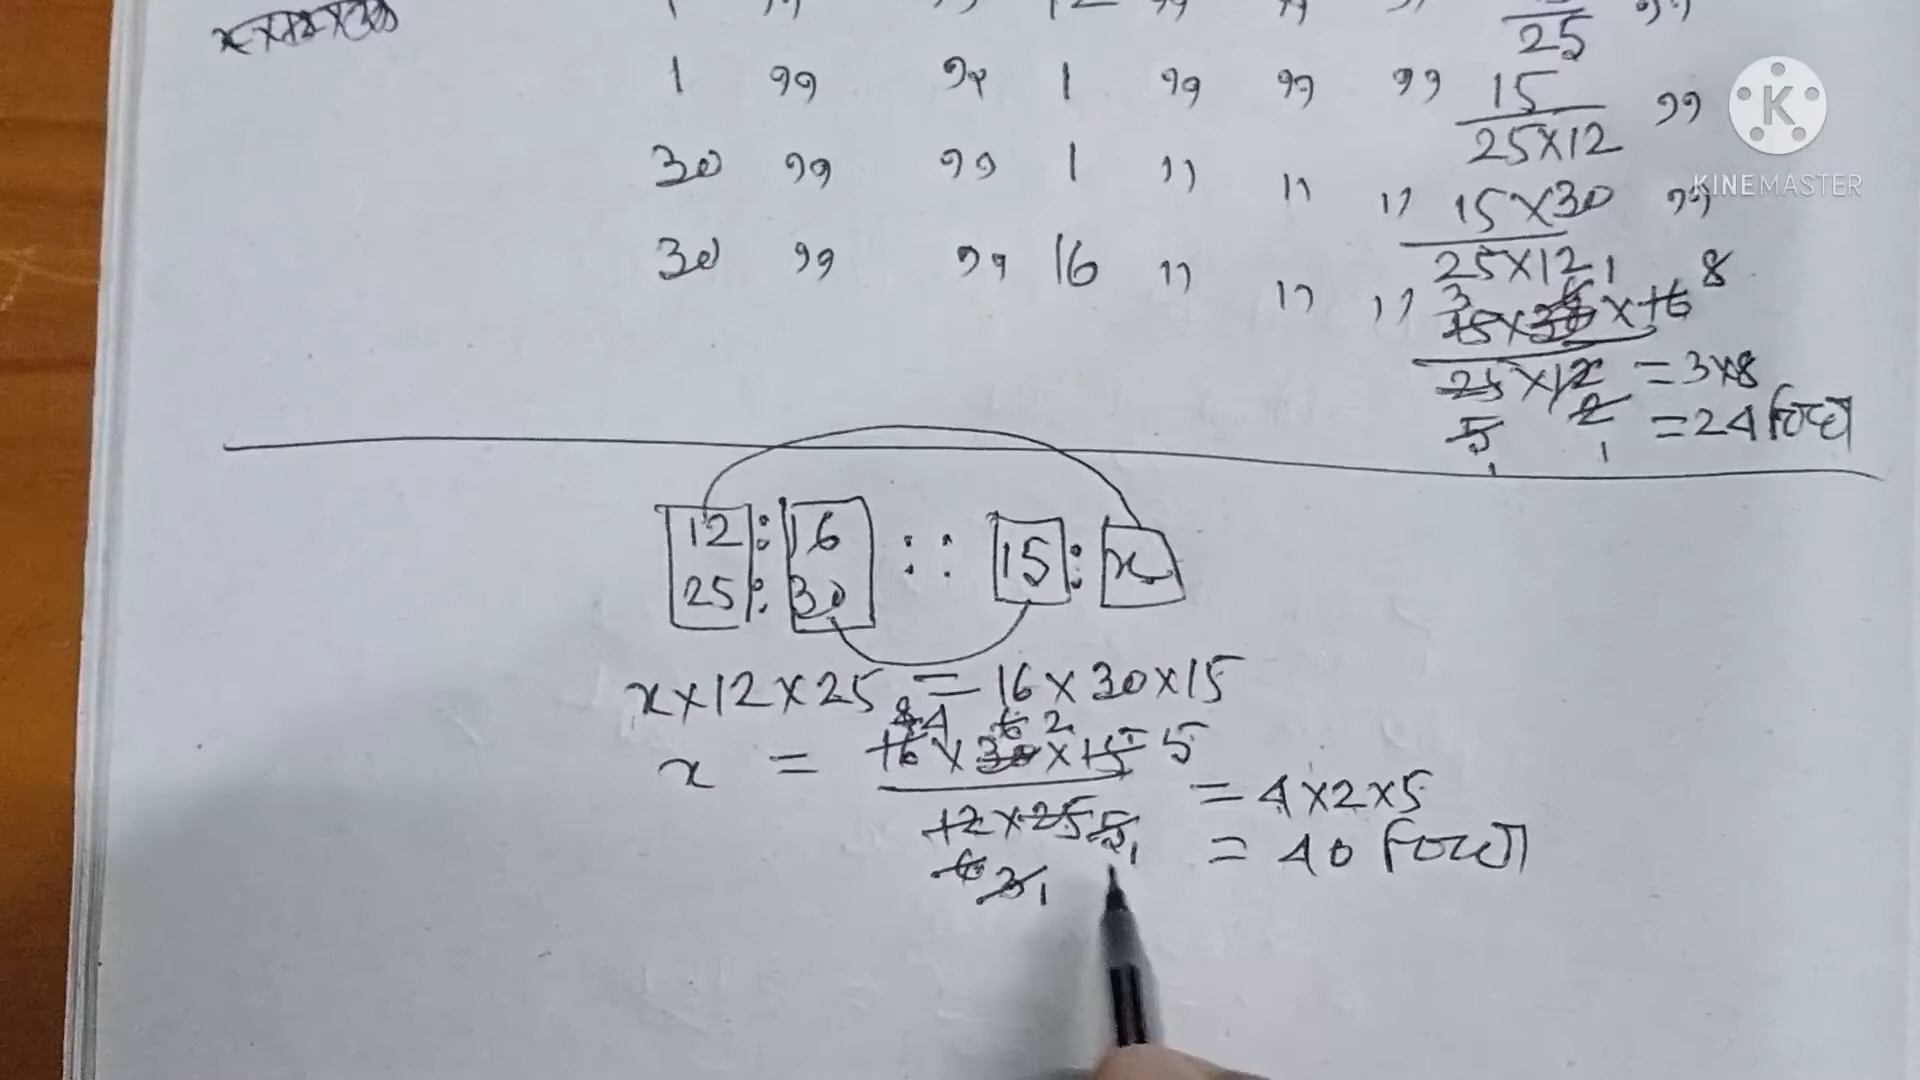 25
1 ,, ,, 1 ,, ,, ,, 15/25×12 ,,
30 ,, ,, 1 ,, ,, ,, 15×30/25×12 ,,
30 ,, ,, 16 ,, ,, ,, 15×30×16/25×12 = 3×8
= 24
K
KINEMASTER
12 : 16 :: 15 : x
25 : 30
x×12×25 = 16×30×15
x = 16×30×15/12×25 = 4×2×5
= 40